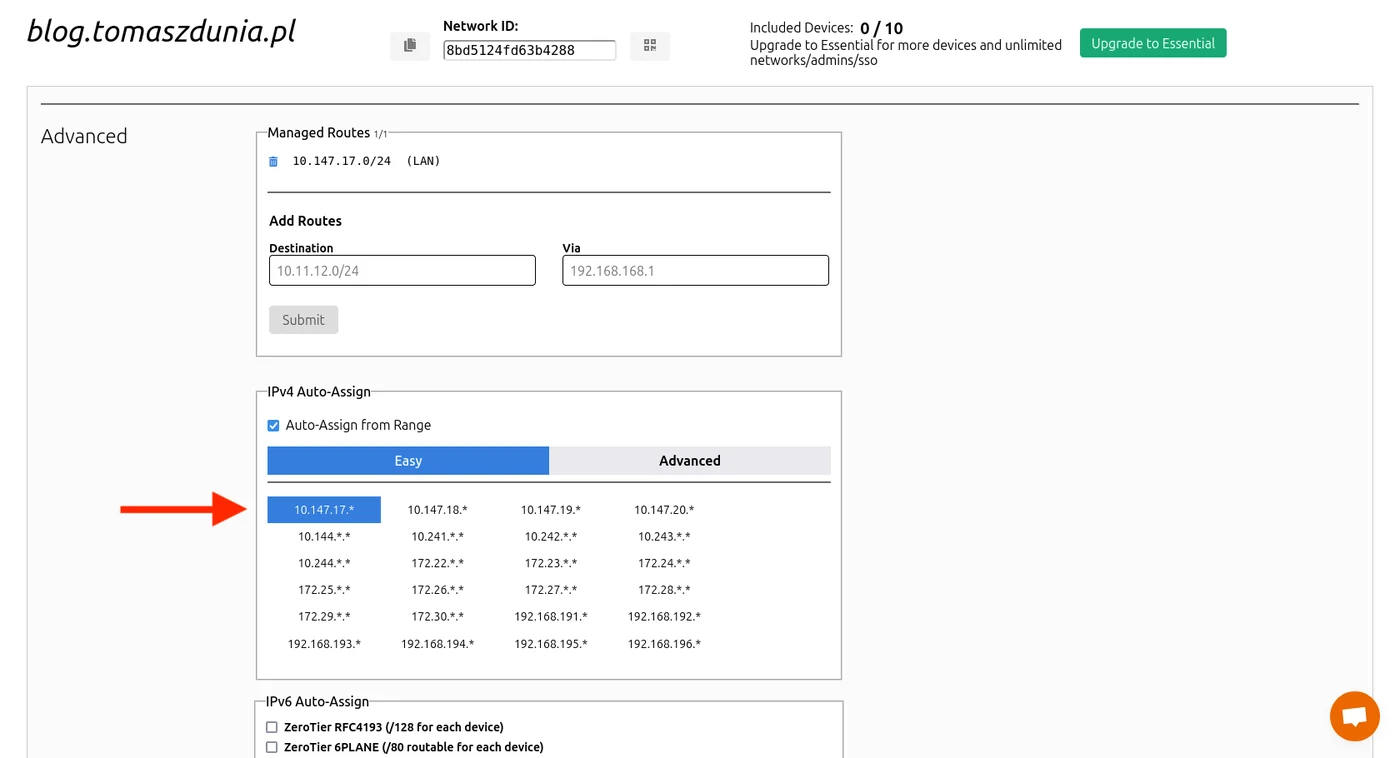 blog.tomaszdunia.pl
Network ID:
8bd5124fd63b4288
Included Devices: 0 / 10
Upgrade to Essential for more devices and unlimited
networks/admins/sso
Upgrade to Essential
Advanced
Managed Routes 1/1
10.147.17.0/24 (LAN)
Add Routes
Destination Via
10.11.12.0/24 192.168.168.1
Submit
IPv4 Auto-Assign
Auto-Assign from Range
Easy Advanced
10.147.17.* 10.147.18.* 10.147.19.* 10.147.20.*
10.144.*.* 10.241.*.* 10.242.*.* 10.243.*.*
10.244.*.* 172.22.*.* 172.23.*.* 172.24.*.*
172.25.*.* 172.26.*.* 172.27.*.* 172.28.*.*
172.29.*.* 172.30.*.* 192.168.191.* 192.168.192.*
192.168.193.* 192.168.194.* 192.168.195.* 192.168.196.*
IPv6 Auto-Assign
ZeroTier RFC4193 (/128 for each device)
ZeroTier 6PLANE (/80 routable for each device)